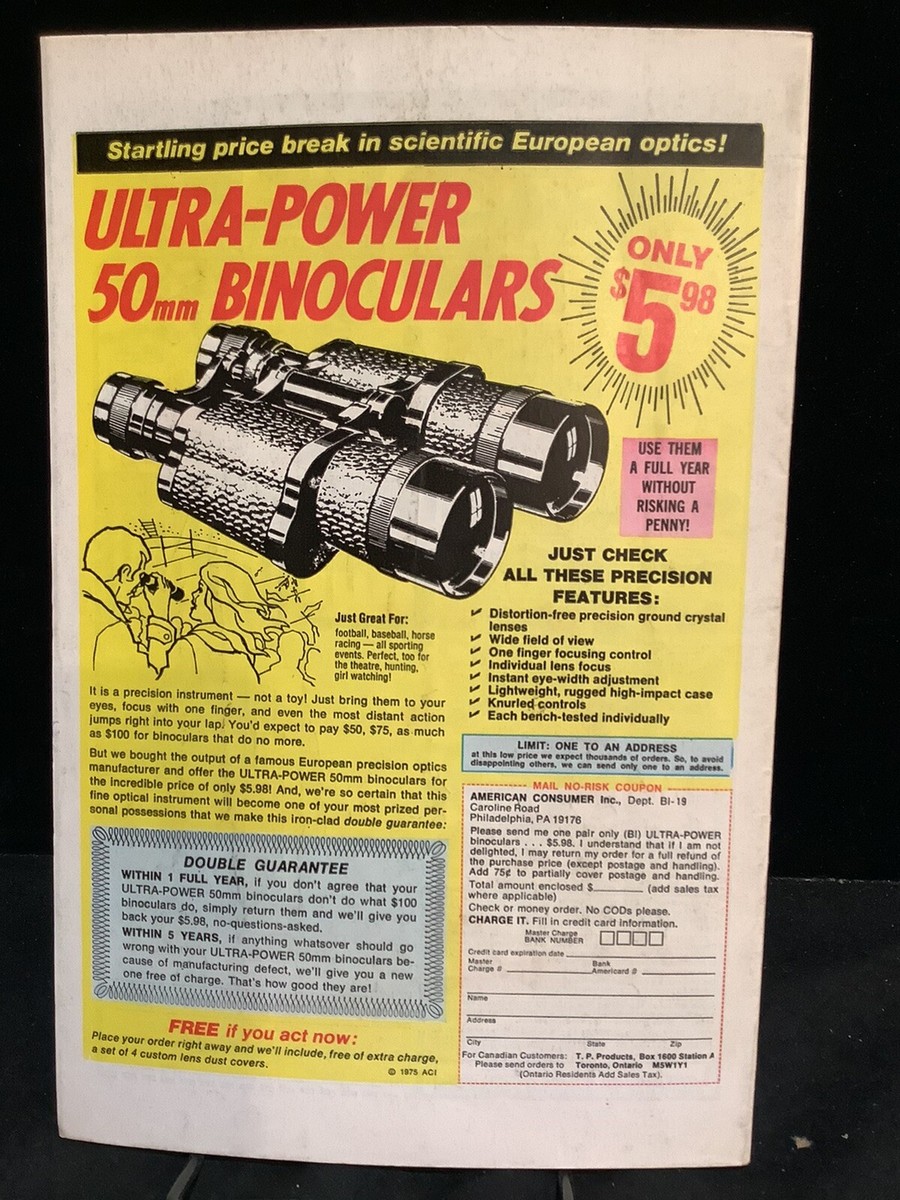 Startling price break in scientific European optics!
ULTRA-POWER
50mm BINOCULARS
ONLY
$5 98
USE THEM
A FULL YEAR
WITHOUT
RISKING A
PENNY!
JUST CHECK
ALL THESE PRECISION
FEATURES:
Distortion-free precision ground crystal
lenses
Wide field of view
One finger focusing control
Individual lens focus
Instant eye-width adjustment
Lightweight, rugged high-impact case
Knurled controls
Each bench-tested individually
Just Great For:
football, baseball, horse
racing — all sporting
events. Perfect, too for
the theatre, hunting,
girl watching!
It is a precision instrument — not a toy! Just bring them to your
eyes, focus with one finger, and even the most distant action
jumps right into your lap. You'd expect to pay $50, $75, as much
as $100 for binoculars that do no more.
But we bought the output of a famous European precision optics
manufacturer and offer the ULTRA-POWER 50mm binoculars for
the incredible price of only $5.98! And, we're so certain that this
fine optical instrument will become one of your most prized per-
sonal possessions that we make this iron-clad double guarantee:
DOUBLE GUARANTEE
WITHIN 1 FULL YEAR, if you don't agree that your
ULTRA-POWER 50mm binoculars don't do what $100
binoculars do, simply return them and we'll give you
back your $5.98, no-questions-asked.
WITHIN 5 YEARS, if anything whatsover should go
wrong with your ULTRA-POWER 50mm binoculars be-
cause of manufacturing defect, we'll give you a new
one free of charge. That's how good they are!
FREE if you act now:
Place your order right away and we'll include, free of extra charge,
a set of 4 custom lens dust covers.
© 1975 ACI
LIMIT: ONE TO AN ADDRESS
at this low price we expect thousands of orders. So, to avoid
disappointing others, we can send only one to an address.
MAIL NO-RISK COUPON
AMERICAN CONSUMER Inc., Dept. BI-19
Caroline Road
Philadelphia, PA 19176
Please send me one pair only (BI) ULTRA-POWER
binoculars . . . $5.98. I understand that if I am not
delighted, I may return my order for a full refund of
the purchase price (except postage and handling).
Add 75¢ to partially cover postage and handling.
Total amount enclosed $________ (add sales tax
where applicable)
Check or money order. No CODs please.
CHARGE IT. Fill in credit card information.
Master Charge
BANK NUMBER
Credit card expiration date
Master Charge #
Bank Americard #
Name
Address
City State Zip
For Canadian Customers: T. P. Products, Box 1600 Station A
Please send orders to Toronto, Ontario M5W1Y1
(Ontario Residents Add Sales Tax).